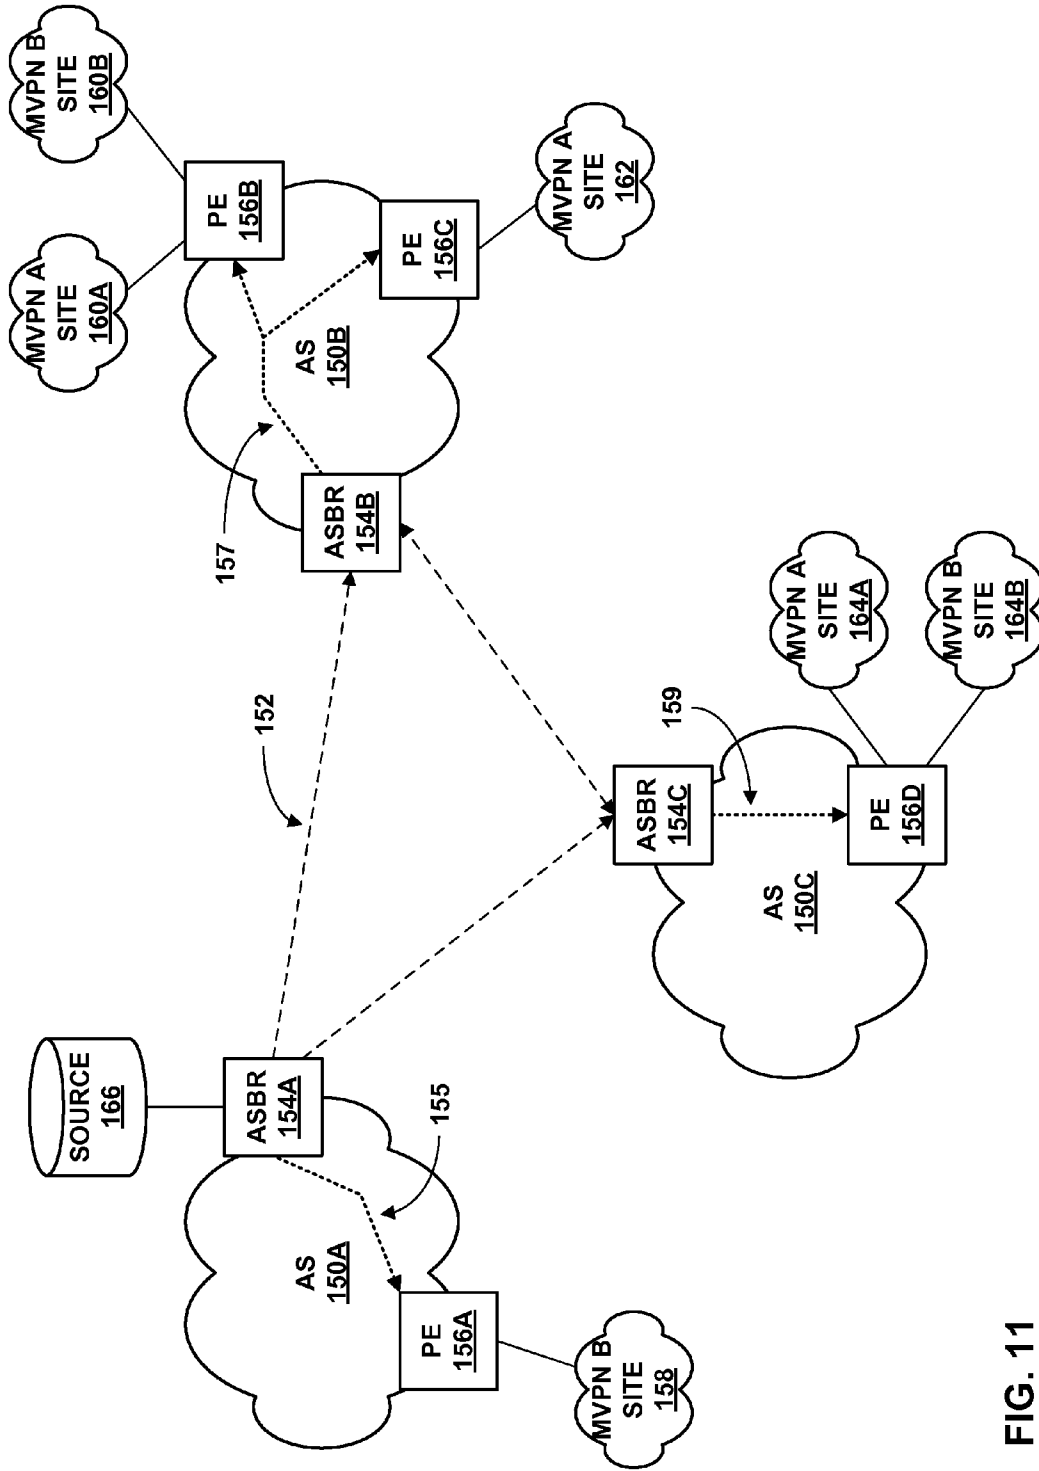 SOURCE
166
ASBR
154A
AS
150A
155
PE
156A
MVPN B
SITE
158
152
157
ASBR
154B
AS
150B
PE
156B
PE
156C
MVPN A
SITE
160A
MVPN B
SITE
160B
MVPN A
SITE
162
ASBR
154C
159
AS
150C
PE
156D
MVPN A
SITE
164A
MVPN B
SITE
164B
FIG. 11